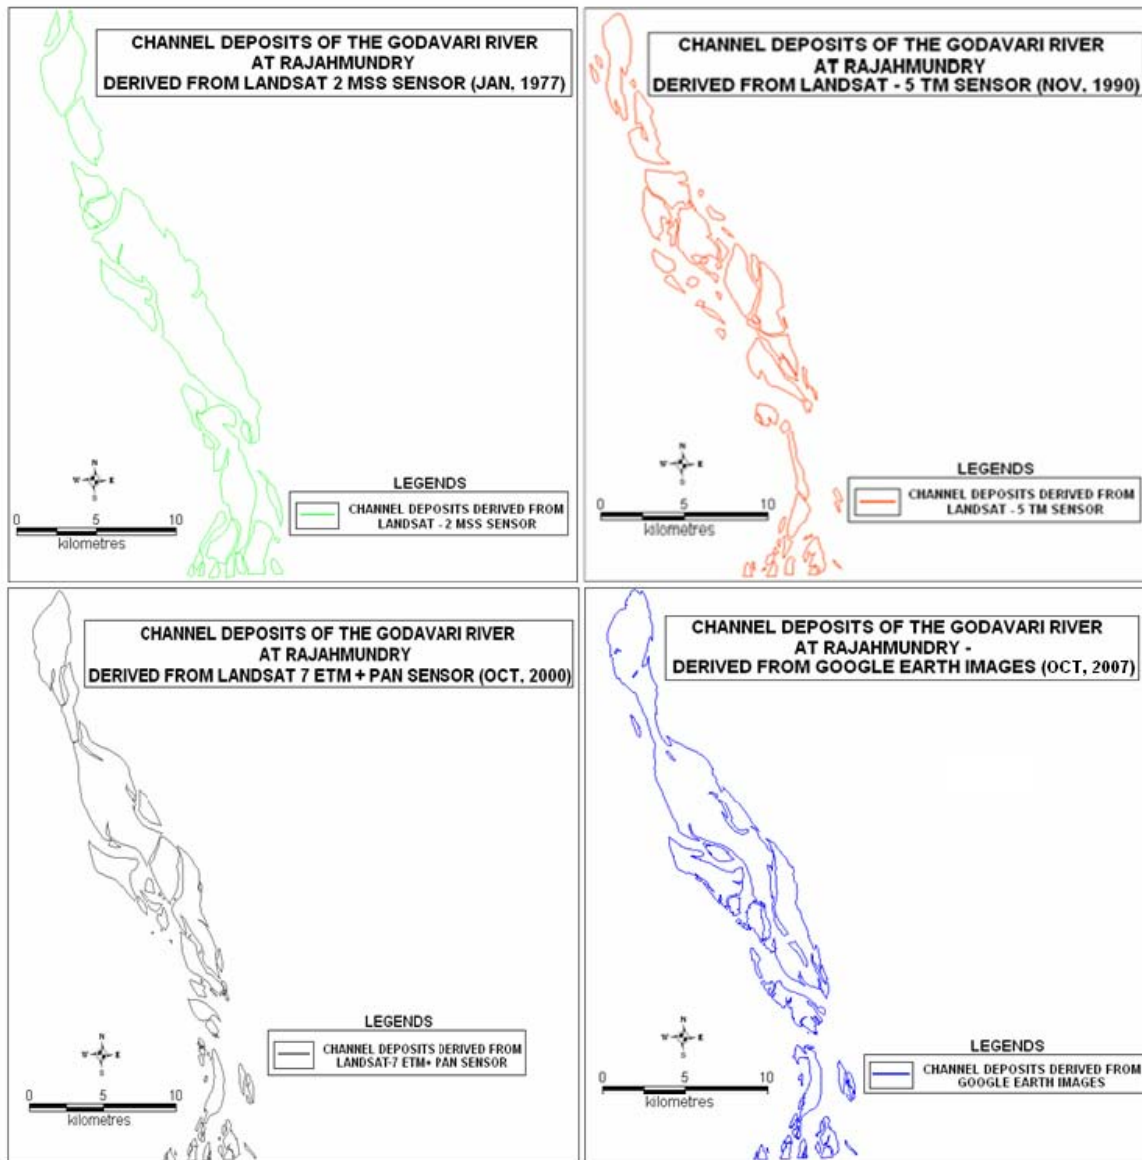 CHANNEL DEPOSITS OF THE GODAVARI RIVER
AT RAJAHMUNDRY
DERIVED FROM LANDSAT 2 MSS SENSOR (JAN, 1977)
N
W E
S
0 5 10
kilometres
LEGENDS
CHANNEL DEPOSITS DERIVED FROM
LANDSAT - 2 MSS SENSOR
CHANNEL DEPOSITS OF THE GODAVARI RIVER
AT RAJAHMUNDRY
DERIVED FROM LANDSAT - 5 TM SENSOR (NOV, 1990)
N
W E
S
0 5 10
kilometres
LEGENDS
CHANNEL DEPOSITS DERIVED FROM
LANDSAT - 5 TM SENSOR
CHANNEL DEPOSITS OF THE GODAVARI RIVER
AT RAJAHMUNDRY
DERIVED FROM LANDSAT 7 ETM + PAN SENSOR (OCT, 2000)
N
W E
S
0 5 10
kilometres
LEGENDS
CHANNEL DEPOSITS DERIVED FROM
LANDSAT-7 ETM+ PAN SENSOR
CHANNEL DEPOSITS OF THE GODAVARI RIVER
AT RAJAHMUNDRY -
DERIVED FROM GOOGLE EARTH IMAGES (OCT, 2007)
N
W E
S
0 5 10
kilometres
LEGENDS
CHANNEL DEPOSITS DERIVED FROM
GOOGLE EARTH IMAGES